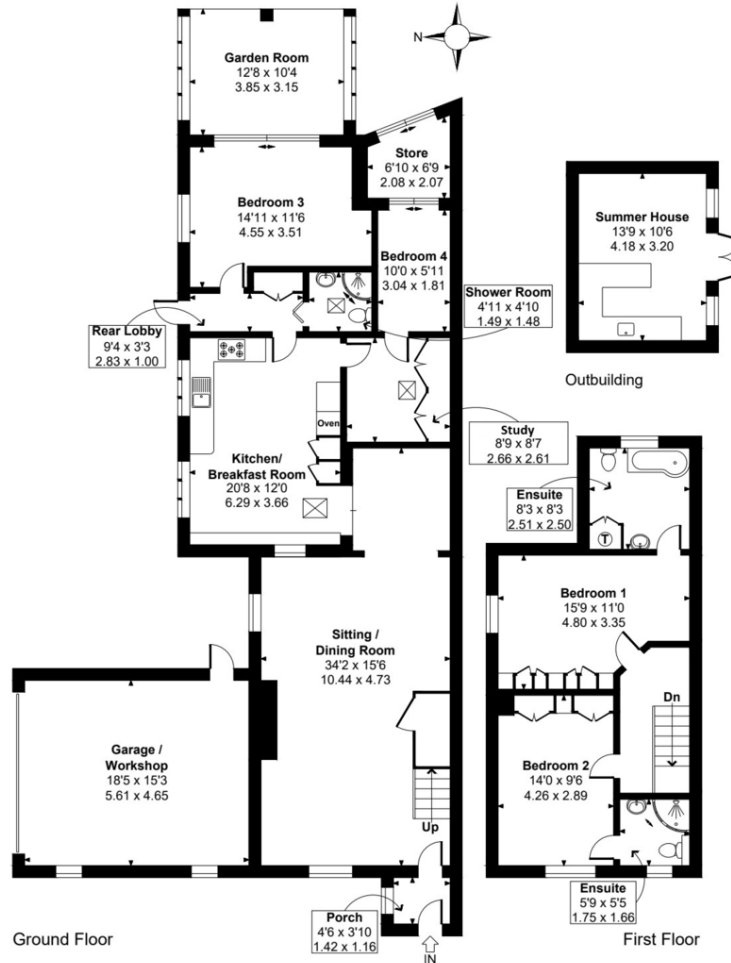 N
Garden Room
12'8 x 10'4
3.85 x 3.15
Store
6'10 x 6'9
2.08 x 2.07
Bedroom 3
14'11 x 11'6
4.55 x 3.51
Bedroom 4
10'0 x 5'11
3.04 x 1.81
Summer House
13'9 x 10'6
4.18 x 3.20
Outbuilding
Shower Room
4'11 x 4'10
1.49 x 1.48
Rear Lobby
9'4 x 3'3
2.83 x 1.00
Oven
Study
8'9 x 8'7
2.66 x 2.61
Kitchen/
Breakfast Room
20'8 x 12'0
6.29 x 3.66
Ensuite
8'3 x 8'3
2.51 x 2.50
T
Bedroom 1
15'9 x 11'0
4.80 x 3.35
Sitting /
Dining Room
34'2 x 15'6
10.44 x 4.73
Dn
Garage /
Workshop
18'5 x 15'3
5.61 x 4.65
Bedroom 2
14'0 x 9'6
4.26 x 2.89
Up
Ensuite
5'9 x 5'5
1.75 x 1.66
Porch
4'6 x 3'10
1.42 x 1.16
IN
Ground Floor
First Floor